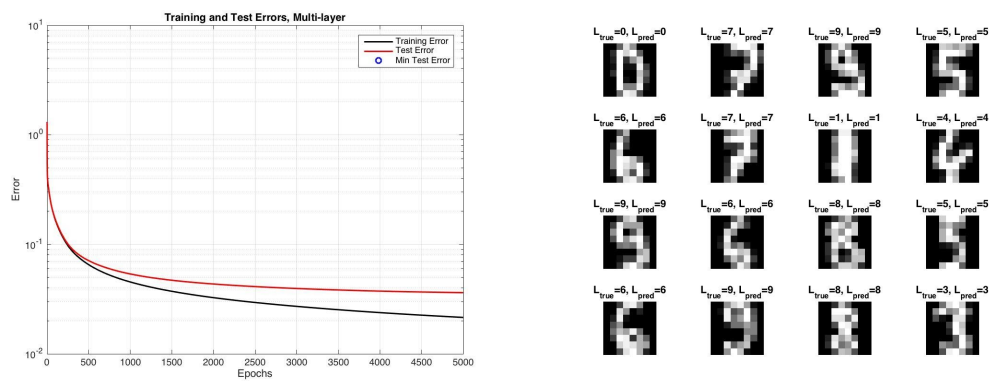 Training and Test Errors, Multi-layer
Training Error
Test Error
Min Test Error
Error
10^1
10^0
10^-1
10^-2
0 500 1000 1500 2000 2500 3000 3500 4000 4500 5000
Epochs
L_true=0, L_pred=0 L_true=7, L_pred=7 L_true=9, L_pred=9 L_true=5, L_pred=5
L_true=6, L_pred=6 L_true=7, L_pred=7 L_true=1, L_pred=1 L_true=4, L_pred=4
L_true=9, L_pred=9 L_true=6, L_pred=6 L_true=8, L_pred=8 L_true=5, L_pred=5
L_true=6, L_pred=6 L_true=9, L_pred=9 L_true=8, L_pred=8 L_true=3, L_pred=3